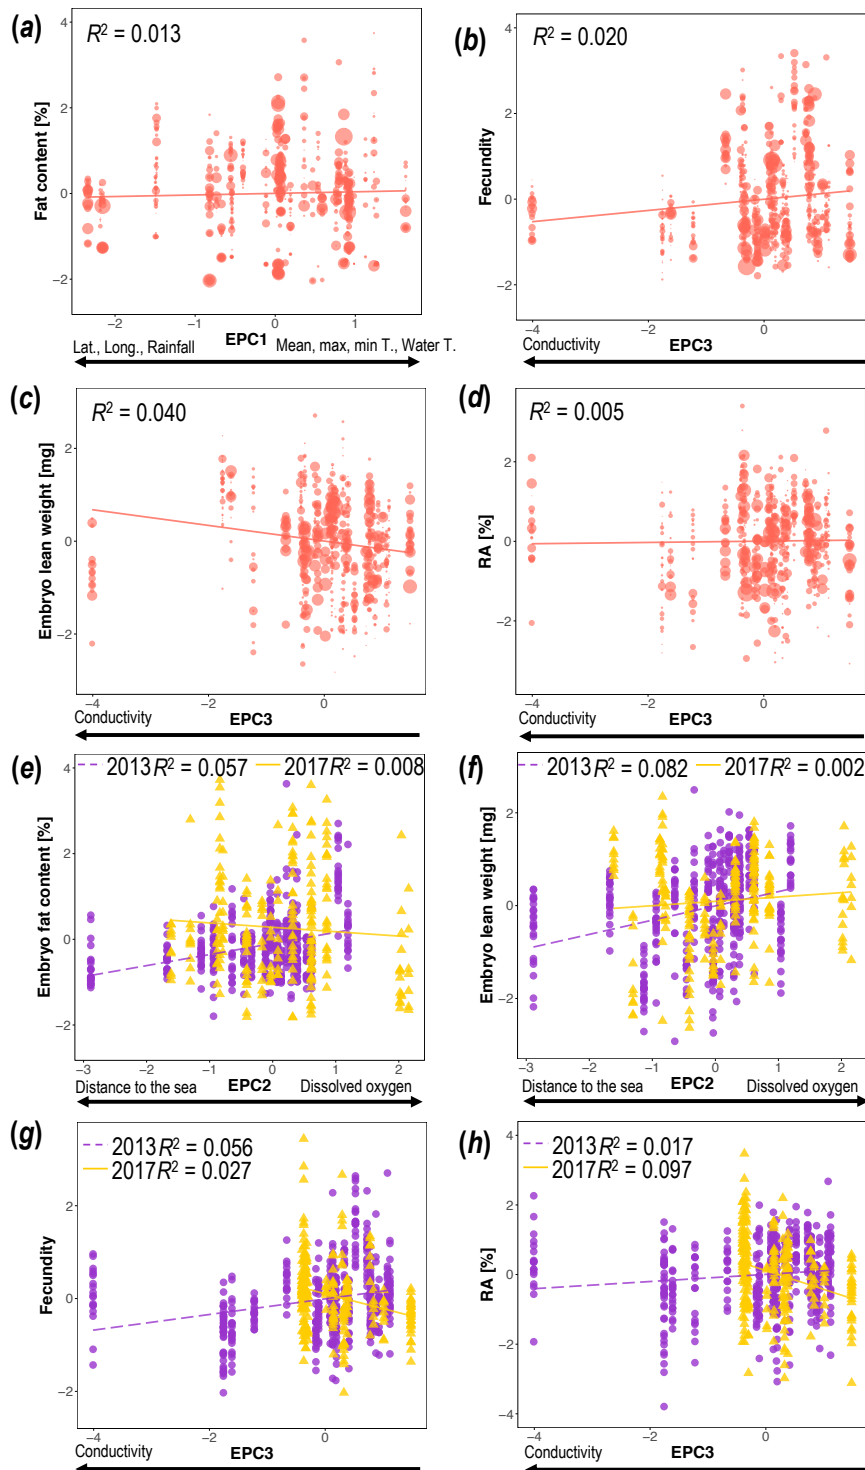 (a)
R² = 0.013
Fat content [%]
4
2
0
−2
−2
−1
0
1
EPC1
Lat., Long., Rainfall
Mean, max, min T., Water T.
(b)
R² = 0.020
Fecundity
4
2
0
−2
−4
−2
0
EPC3
Conductivity
(c)
R² = 0.040
Embryo lean weight [mg]
2
0
−2
−4
−2
0
EPC3
Conductivity
(d)
R² = 0.005
RA [%]
2
0
−2
−4
−2
0
EPC3
Conductivity
(e)
2013 R² = 0.057
2017 R² = 0.008
Embryo fat content [%]
4
2
0
−2
−3
−2
−1
0
1
2
EPC2
Distance to the sea
Dissolved oxygen
(f)
2013 R² = 0.082
2017 R² = 0.002
Embryo lean weight [mg]
2
0
−2
−3
−2
−1
0
1
2
EPC2
Distance to the sea
Dissolved oxygen
(g)
2013 R² = 0.056
2017 R² = 0.027
Fecundity
2
0
−2
−4
−2
0
EPC3
Conductivity
(h)
2013 R² = 0.017
2017 R² = 0.097
RA [%]
4
2
0
−2
−4
−4
−2
0
EPC3
Conductivity